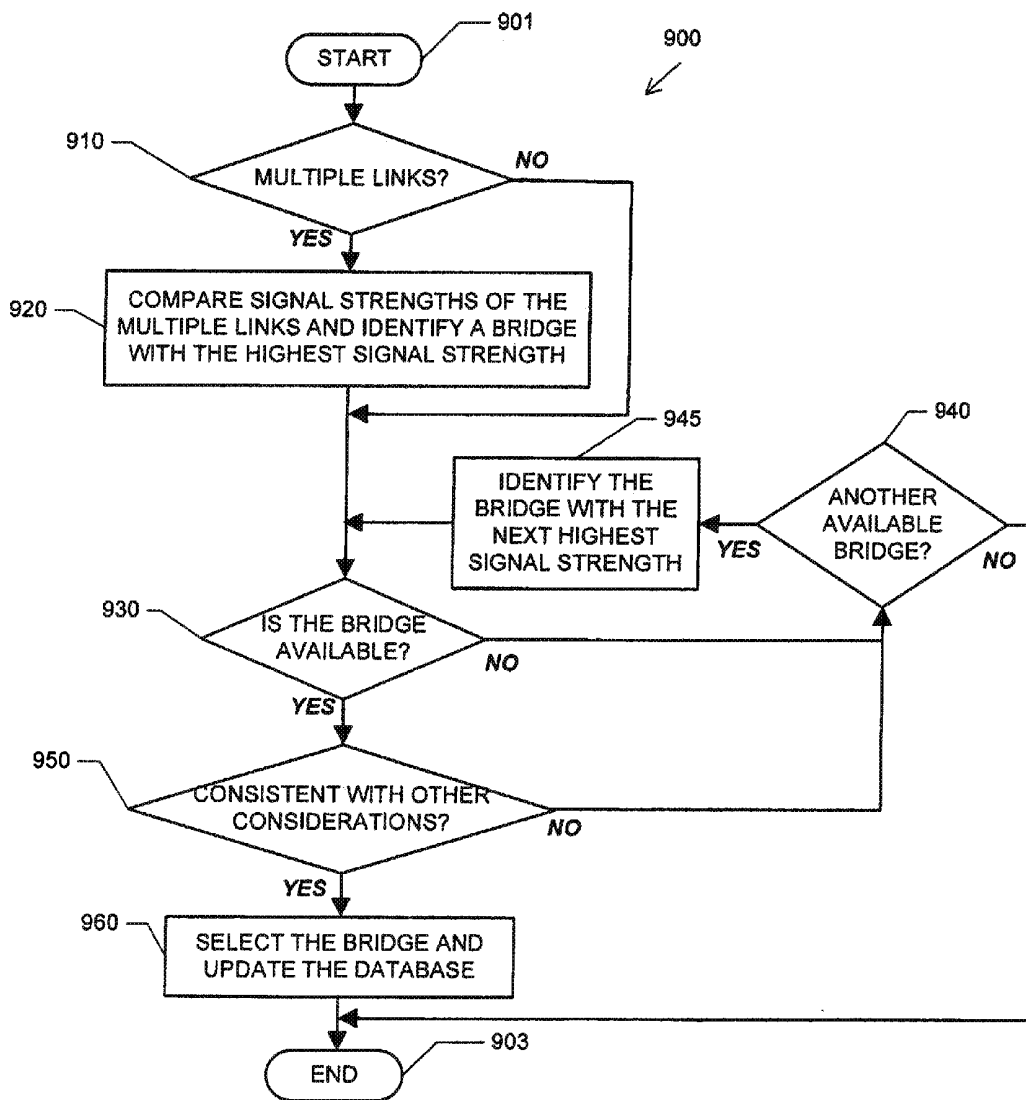 901
START
900
910
MULTIPLE LINKS?
NO
YES
920
COMPARE SIGNAL STRENGTHS OF THE
MULTIPLE LINKS AND IDENTIFY A BRIDGE
WITH THE HIGHEST SIGNAL STRENGTH
945
940
IDENTIFY THE
BRIDGE WITH THE
NEXT HIGHEST
SIGNAL STRENGTH
YES
ANOTHER
AVAILABLE
BRIDGE?
NO
930
IS THE BRIDGE
AVAILABLE?
NO
YES
950
CONSISTENT WITH OTHER
CONSIDERATIONS?
NO
YES
960
SELECT THE BRIDGE AND
UPDATE THE DATABASE
903
END